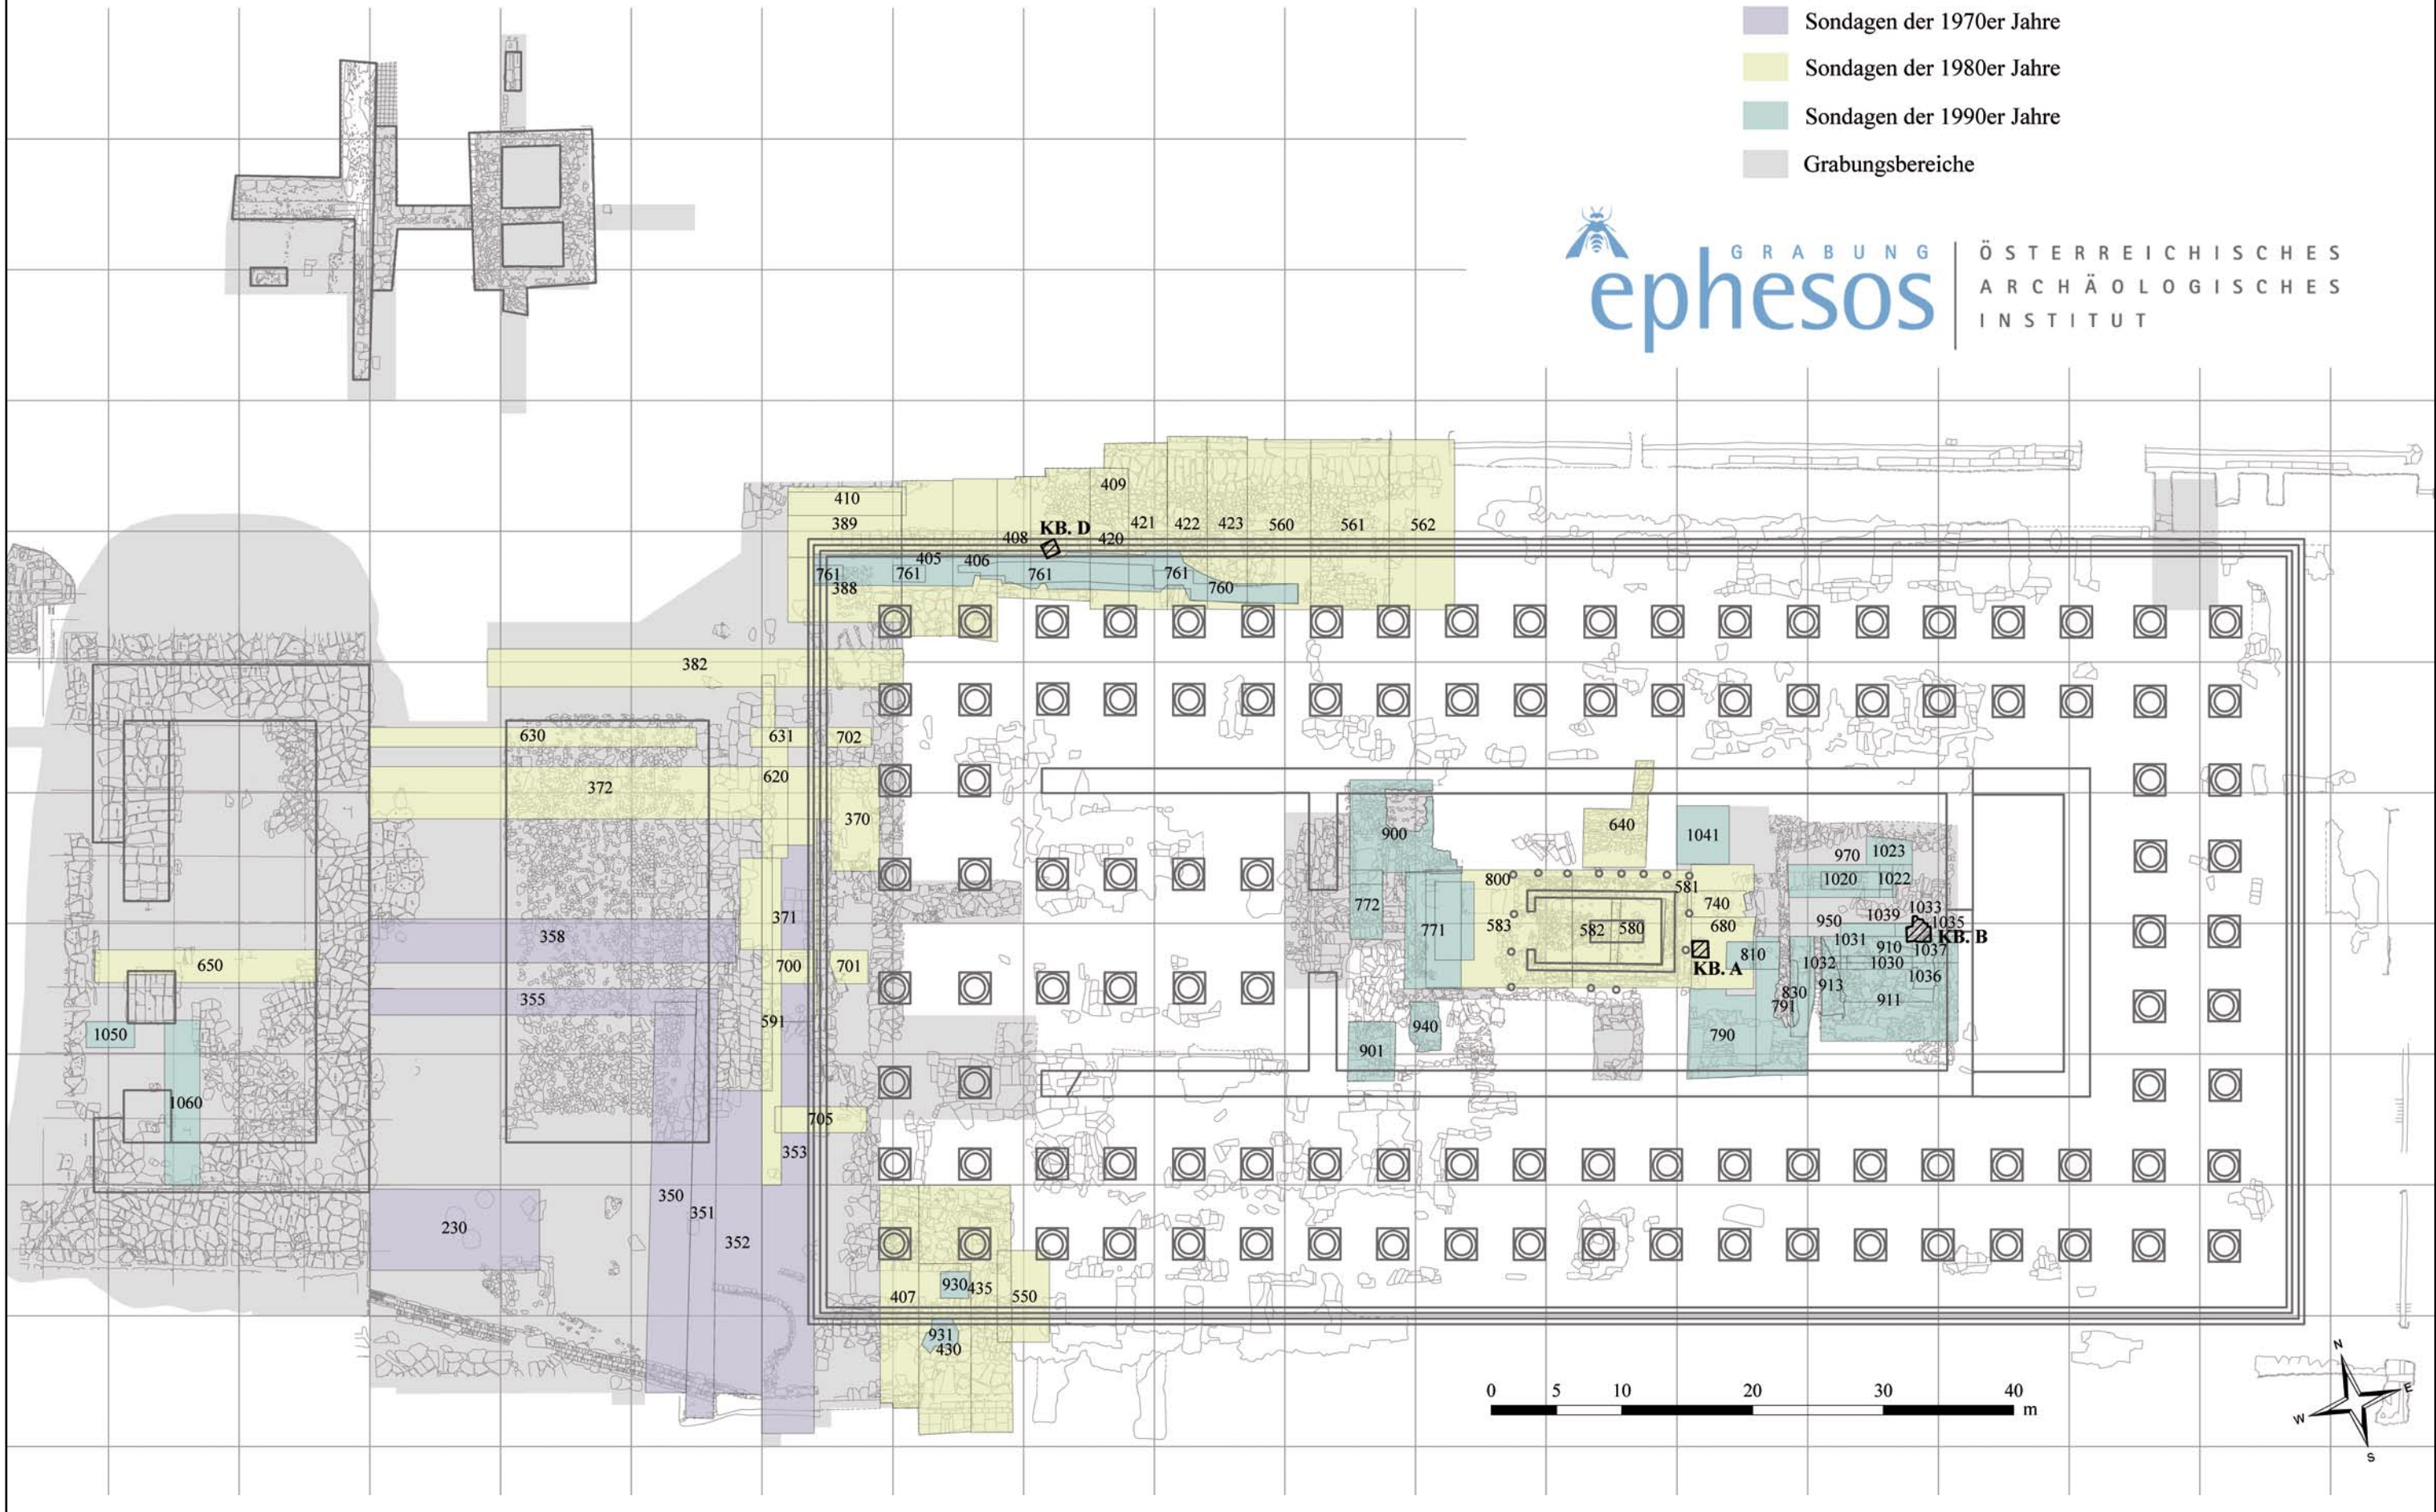 Sondagen der 1970er Jahre
Sondagen der 1980er Jahre
Sondagen der 1990er Jahre
Grabungsbereiche
GRABUNG
ephesos
ÖSTERREICHISCHES
ARCHÄOLOGISCHES
INSTITUT
410
409
389
421 422 423 560 561 562
KB. D
408 420
405 406
761 761 761 761
388 760
382
630 631 702
620
372
370
640
900 1041
970 1023
800 1020 1022
581
772 740
371 1033
1039
583 680 950 1035
771 582 580
358 KB. B
1031
910 1037
810
650 700 701 1032 1030
KB. A
1036
913
830
355 911
791
591 940
1050 790
901
1060
705
353
350
351
230
352
930 435
407 550
931
430
0 5 10 20 30 40
m
N
E
W
S